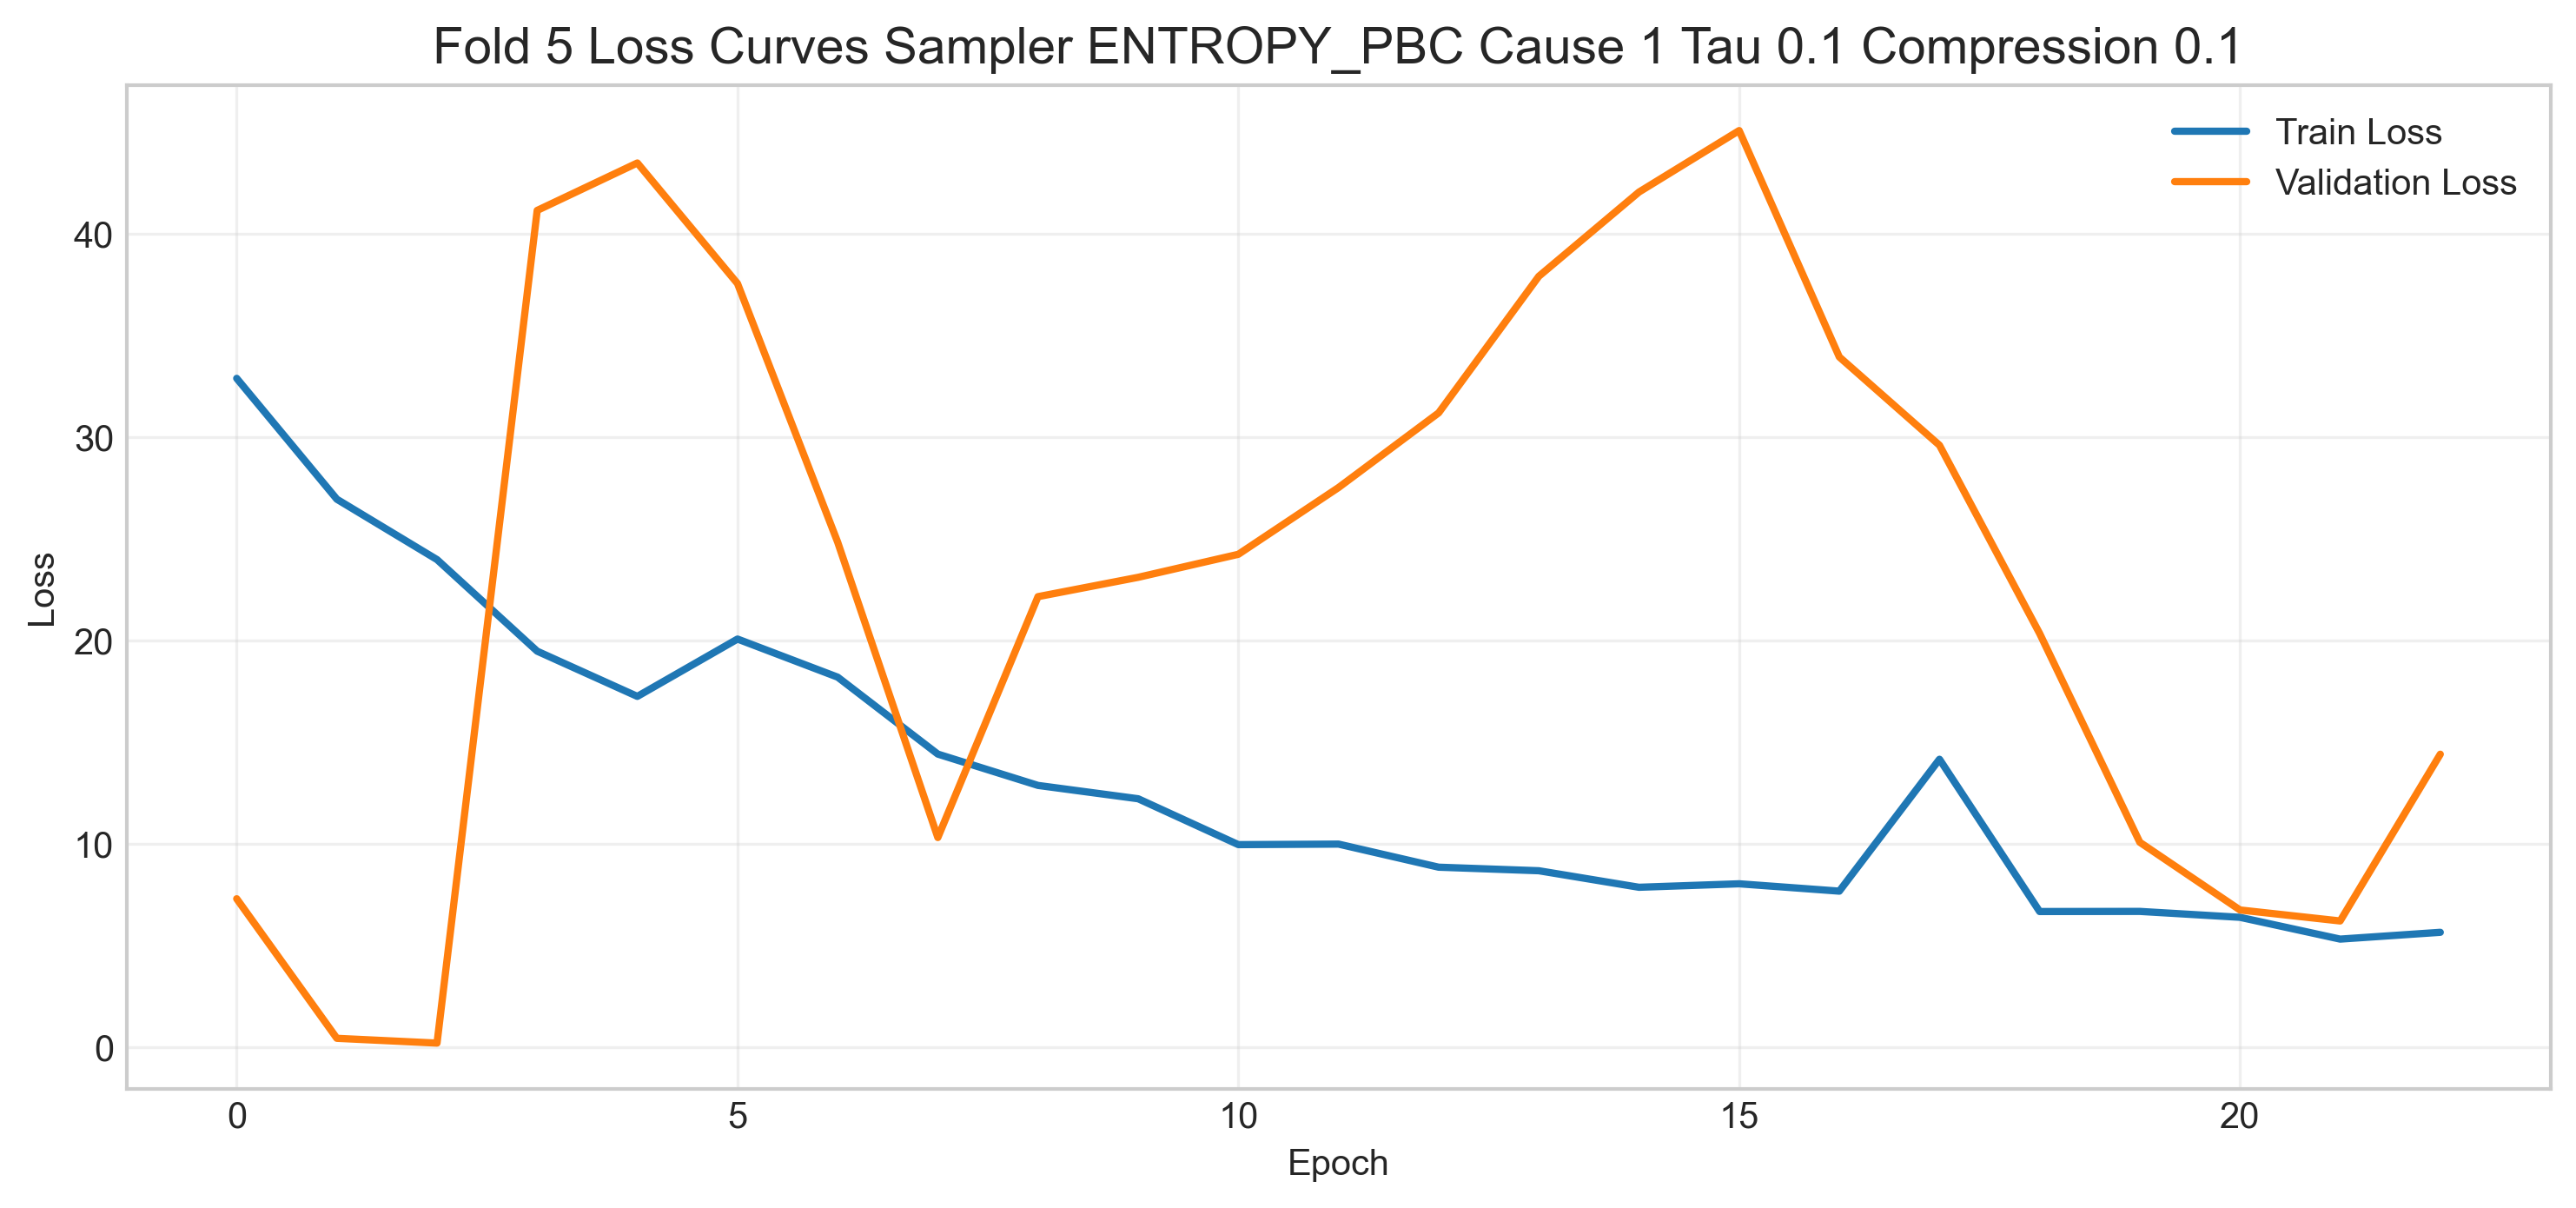 Fold 5 Loss Curves Sampler ENTROPY_PBC Cause 1 Tau 0.1 Compression 0.1
Train Loss
Validation Loss
40
30
20
10
0
Loss
0 5 10 15 20
Epoch